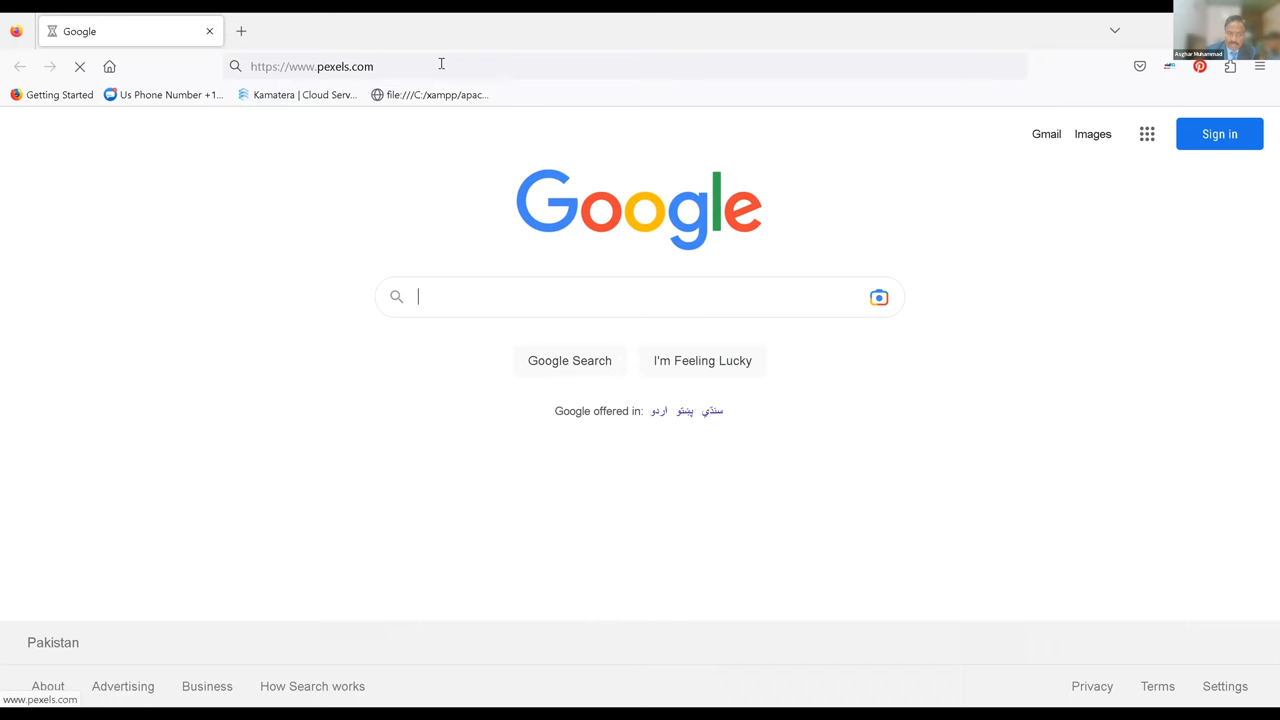 Google
https://www.pexels.com
Asghar Muhammad
Getting Started
Us Phone Number +1...
Kamatera | Cloud Serv...
file:///C:/xampp/apac...
Gmail
Images
Sign in
Google
Google Search
I'm Feeling Lucky
Google offered in: اردو پښتو سنڌي
Pakistan
About
Advertising
Business
How Search works
Privacy
Terms
Settings
www.pexels.com